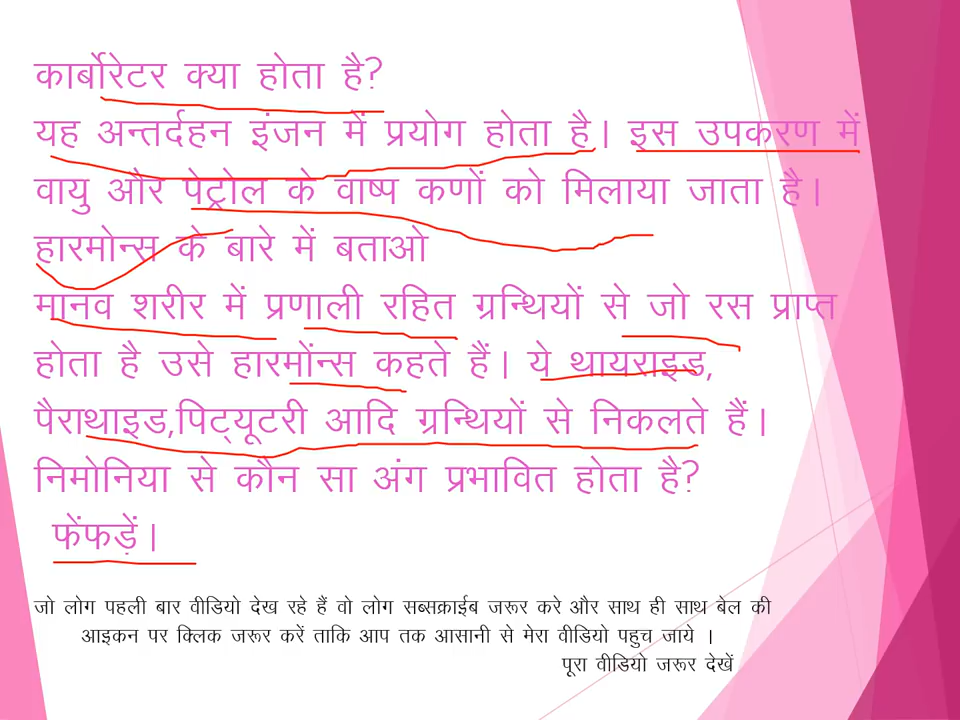 कार्बोरेटर क्या होता है?
यह अन्तर्दहन इंजन में प्रयोग होता है। इस उपकरण में
वायु और पेट्रोल के वाष्प कणों को मिलाया जाता है।
हारमोन्स के बारे में बताओ
मानव शरीर में प्रणाली रहित ग्रन्थियों से जो रस प्राप्त
होता है उसे हारमोंन्स कहते हैं। ये थायराइड,
पैराथाइड,पिट्यूटरी आदि ग्रन्थियों से निकलते हैं।
निमोनिया से कौन सा अंग प्रभावित होता है?
फेंफड़ें।
जो लोग पहली बार वीडियो देख रहे हैं वो लोग सब्सक्राईब जरूर करे और साथ ही साथ बेल की
आइकन पर क्लिक जरूर करें ताकि आप तक आसानी से मेरा वीडियो पहुच जाये ।
पूरा वीडियो जरूर देखें